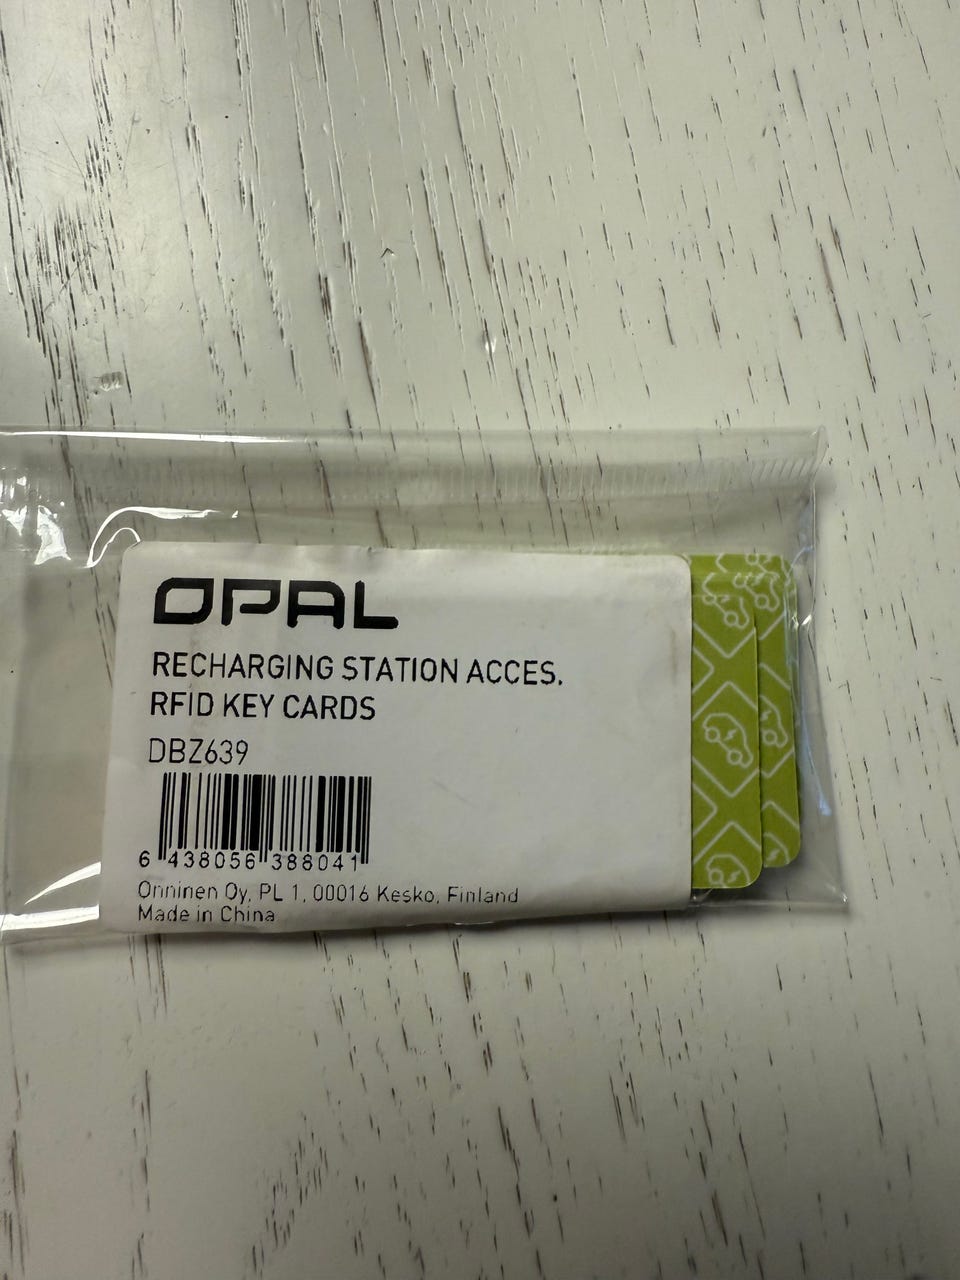 OPAL
RECHARGING STATION ACCES.
RFID KEY CARDS
DBZ639
6 438056 388041
Onninen Oy, PL 1, 00016 Kesko, Finland
Made in China